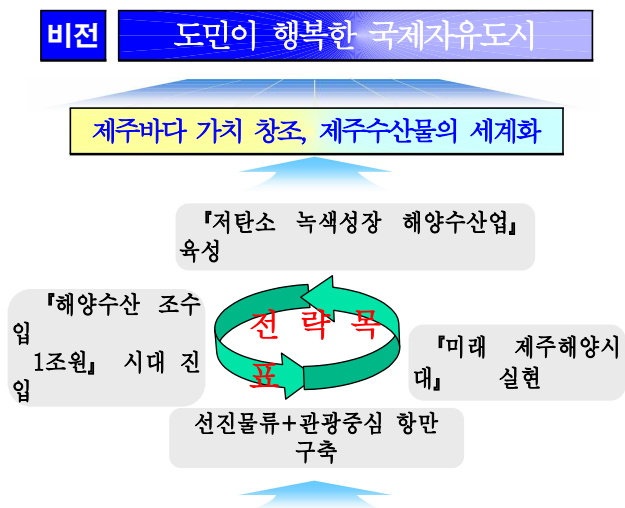 비전
도민이 행복한 국제자유도시
제주바다 가치 창조, 제주수산물의 세계화
『저탄소 녹색성장 해양수산업』
육성
『해양수산 조수
입
1조원』 시대 진
입
전 략 목
표
『미래 제주해양시
대』 실현
선진물류+관광중심 항만
구축